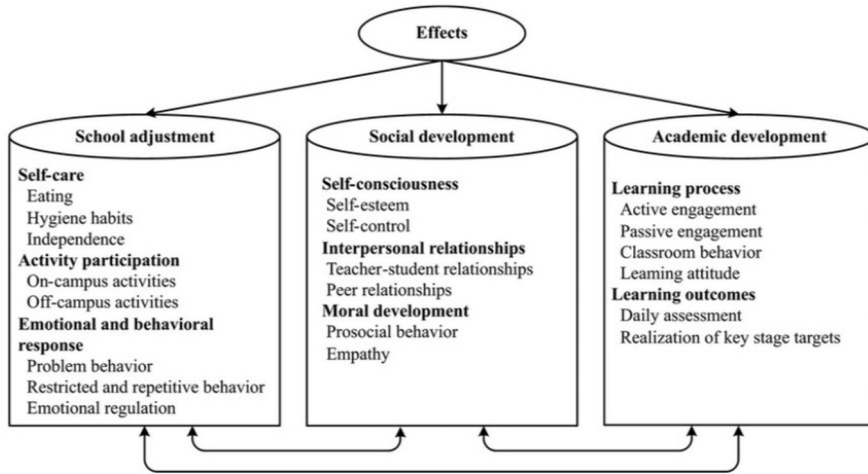 Effects
School adjustment
Self-care
Eating
Hygiene habits
Independence
Activity participation
On-campus activities
Off-campus activities
Emotional and behavioral
response
Problem behavior
Restricted and repetitive behavior
Emotional regulation
Social development
Self-consciousness
Self-esteem
Self-control
Interpersonal relationships
Teacher-student relationships
Peer relationships
Moral development
Prosocial behavior
Empathy
Academic development
Learning process
Active engagement
Passive engagement
Classroom behavior
Leaming attitude
Learning outcomes
Daily assessment
Realization of key stage targets